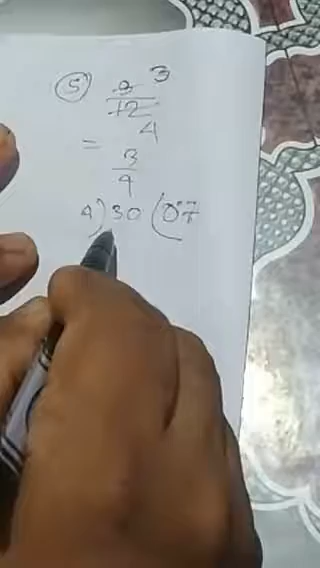 (5) 9/12 3
4
= 3/4
4)30(0.7